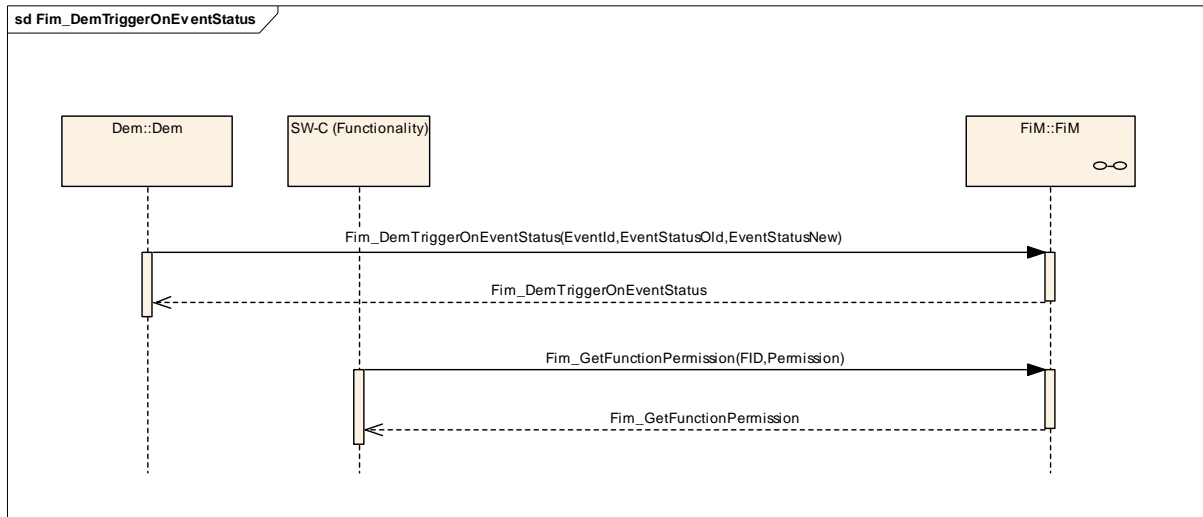 sd Fim_DemTriggerOnEventStatus
Dem::Dem
SW-C (Functionality)
FiM::FiM
Fim_DemTriggerOnEventStatus(EventId,EventStatusOld,EventStatusNew)
Fim_DemTriggerOnEventStatus
Fim_GetFunctionPermission(FID,Permission)
Fim_GetFunctionPermission